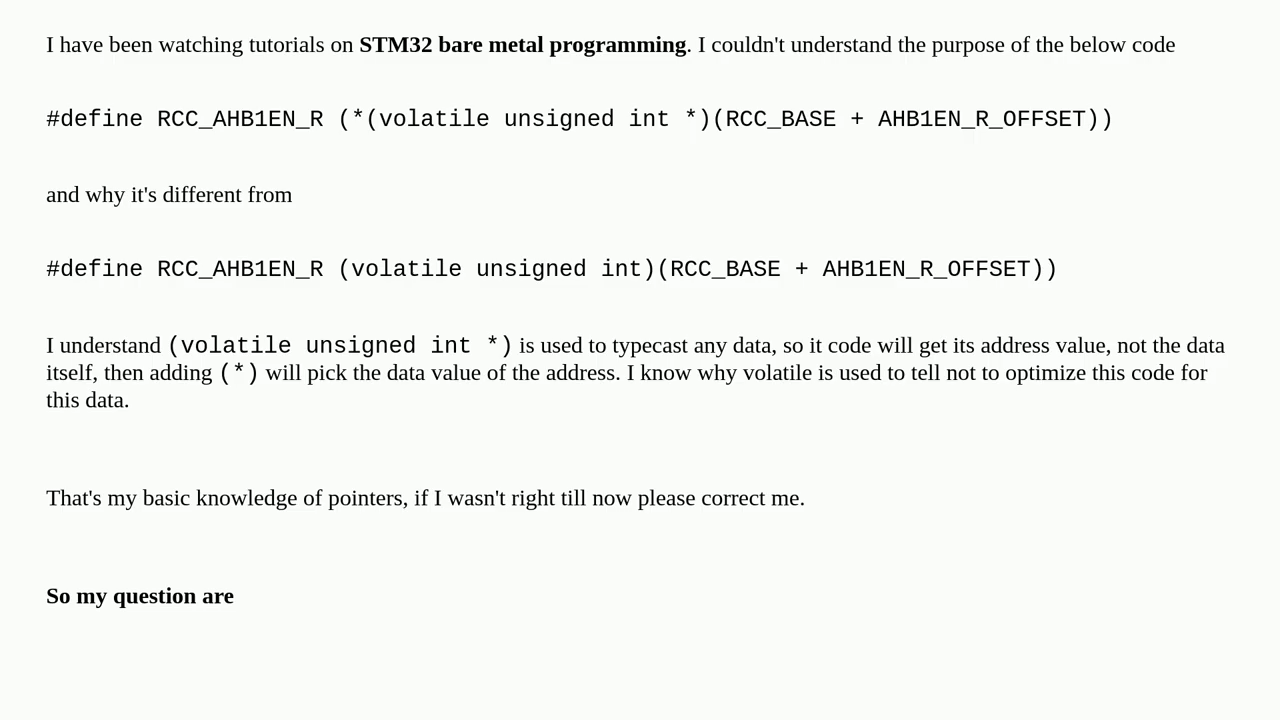 I have been watching tutorials on STM32 bare metal programming. I couldn't understand the purpose of the below code
#define RCC_AHB1EN_R (*(volatile unsigned int *)(RCC_BASE + AHB1EN_R_OFFSET))
and why it's different from
#define RCC_AHB1EN_R (volatile unsigned int)(RCC_BASE + AHB1EN_R_OFFSET))
I understand (volatile unsigned int *) is used to typecast any data, so it code will get its address value, not the data
itself, then adding (*) will pick the data value of the address. I know why volatile is used to tell not to optimize this code for
this data.
That's my basic knowledge of pointers, if I wasn't right till now please correct me.
So my question are